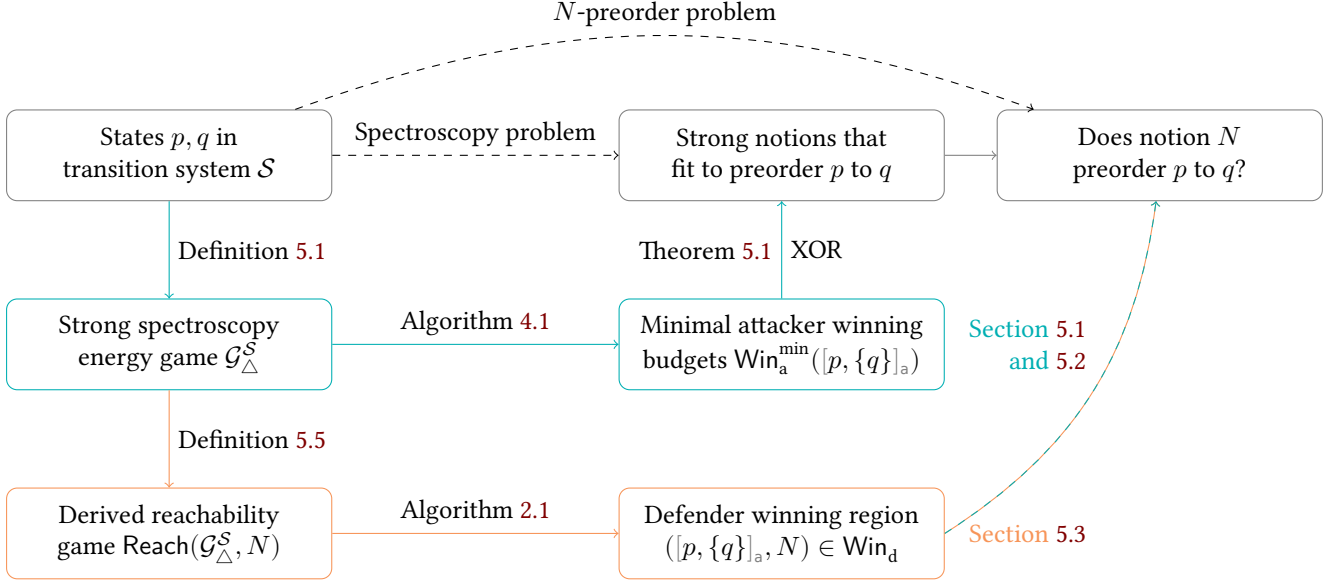 N-preorder problem
States p, q in
transition system 𝒮
Spectroscopy problem
Strong notions that
fit to preorder p to q
Does notion N
preorder p to q?
Definition 5.1
Theorem 5.1
XOR
Strong spectroscopy
energy game 𝒢_△^𝒮
Algorithm 4.1
Minimal attacker winning
budgets Win_a^min([p, {q}]_a)
Section 5.1
and 5.2
Definition 5.5
Derived reachability
game Reach(𝒢_△^𝒮, N)
Algorithm 2.1
Defender winning region
([p, {q}]_a, N) ∈ Win_d
Section 5.3